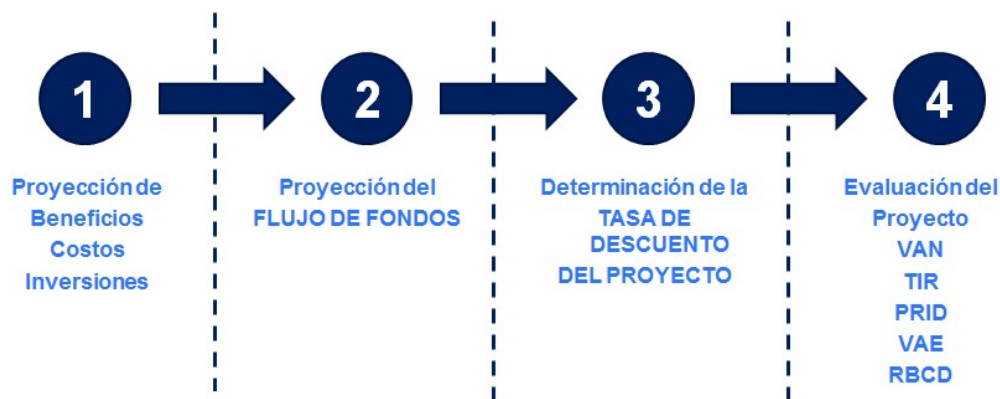 1
Proyección de
Beneficios
Costos
Inversiones
2
Proyección del
FLUJO DE FONDOS
3
Determinación de la
TASA DE
DESCUENTO
DEL PROYECTO
4
Evaluación del
Proyecto
VAN
TIR
PRID
VAE
RBCD